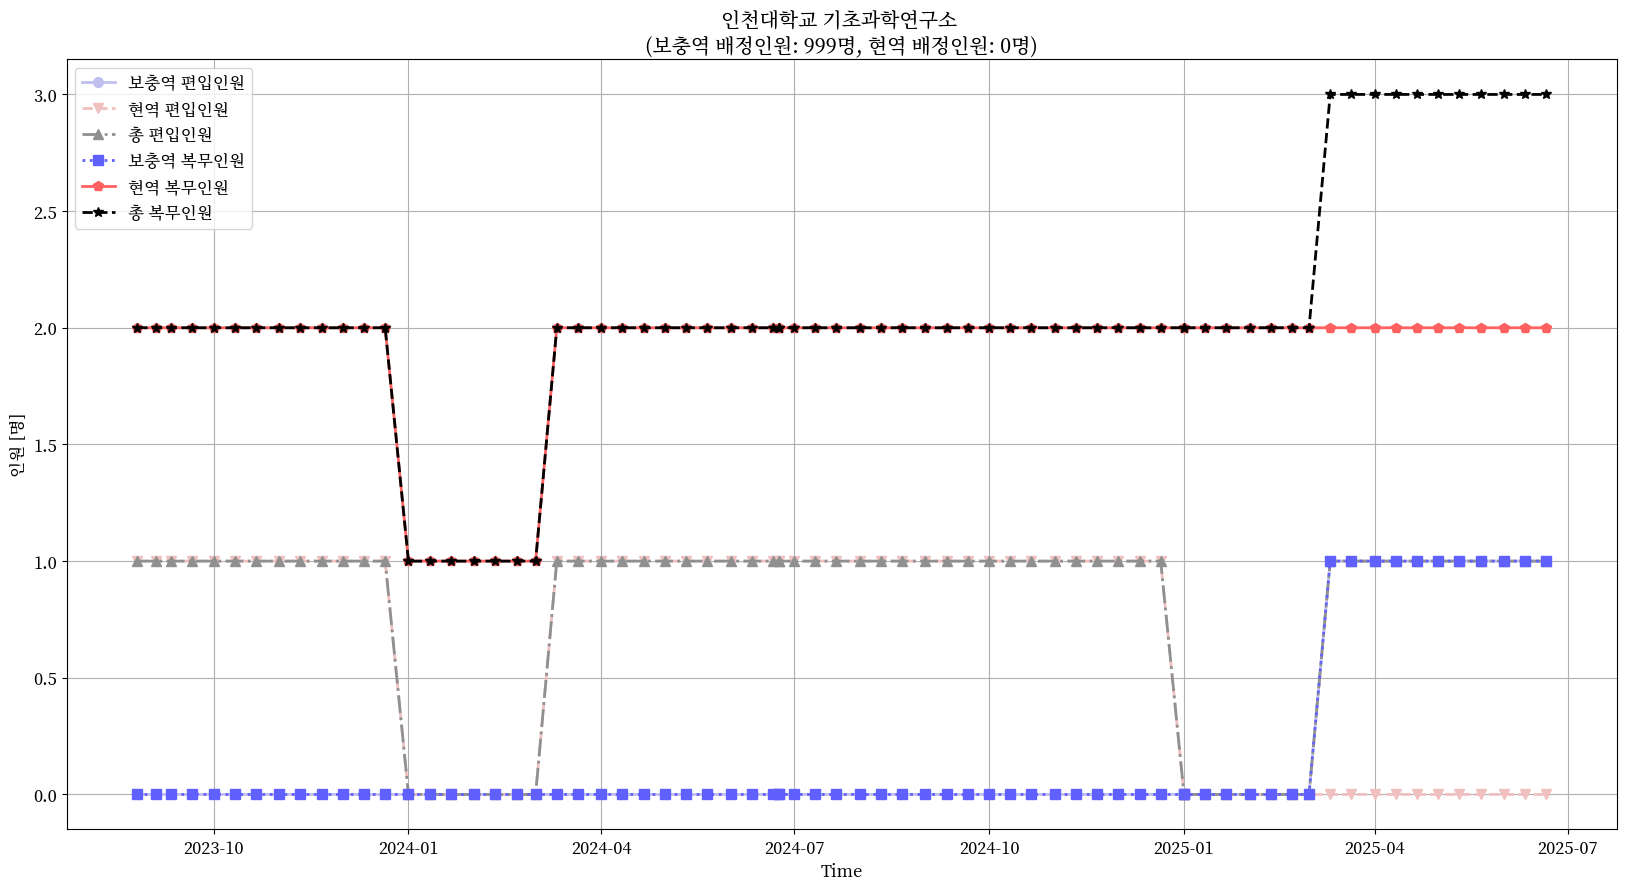 인천대학교 기초과학연구소
(보충역 배정인원: 999명, 현역 배정인원: 0명)
보충역 편입인원
현역 편입인원
총 편입인원
보충역 복무인원
현역 복무인원
총 복무인원
3.0
2.5
2.0
1.5
1.0
0.5
0.0
인원 [명]
2023-10 2024-01 2024-04 2024-07 2024-10 2025-01 2025-04 2025-07
Time